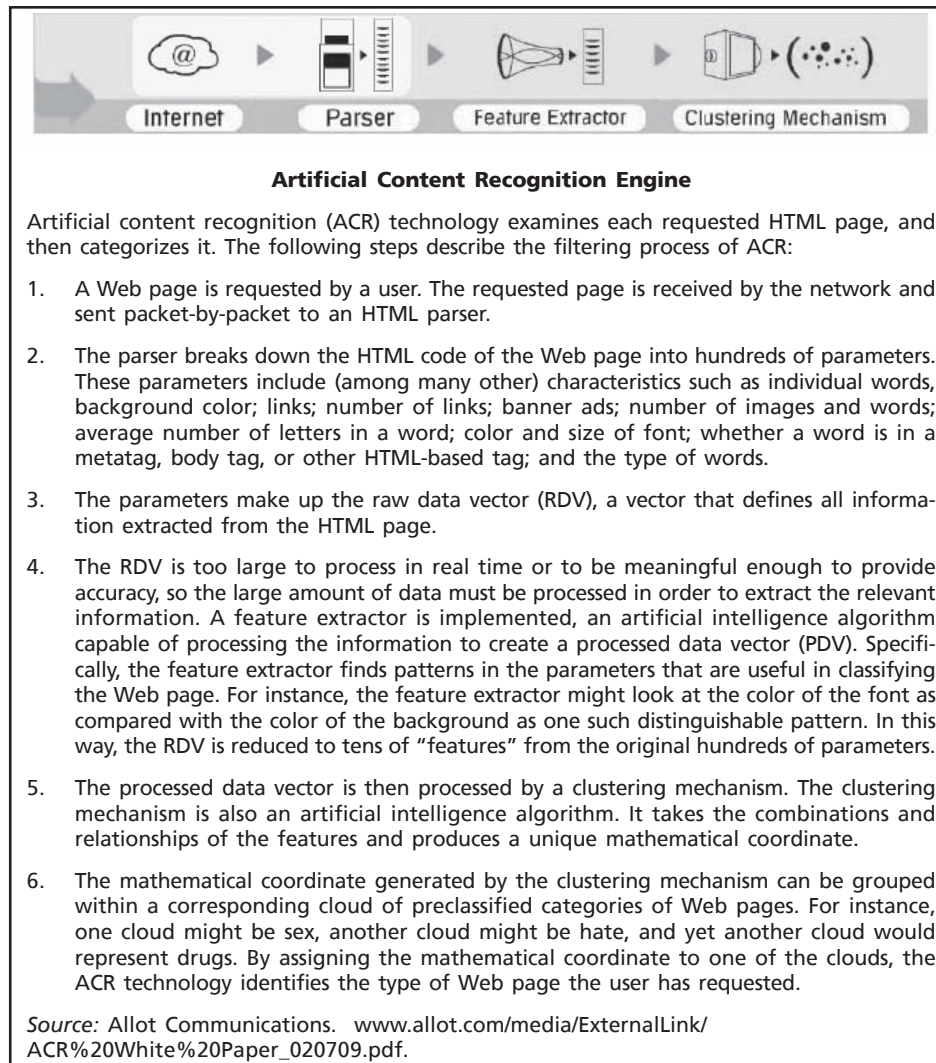 @
Internet
Parser
Feature Extractor
Clustering Mechanism
Artificial Content Recognition Engine
Artificial content recognition (ACR) technology examines each requested HTML page, and
then categorizes it. The following steps describe the filtering process of ACR:
1. A Web page is requested by a user. The requested page is received by the network and
sent packet-by-packet to an HTML parser.
2. The parser breaks down the HTML code of the Web page into hundreds of parameters.
These parameters include (among many other) characteristics such as individual words,
background color; links; number of links; banner ads; number of images and words;
average number of letters in a word; color and size of font; whether a word is in a
metatag, body tag, or other HTML-based tag; and the type of words.
3. The parameters make up the raw data vector (RDV), a vector that defines all informa-
tion extracted from the HTML page.
4. The RDV is too large to process in real time or to be meaningful enough to provide
accuracy, so the large amount of data must be processed in order to extract the relevant
information. A feature extractor is implemented, an artificial intelligence algorithm
capable of processing the information to create a processed data vector (PDV). Specifi-
cally, the feature extractor finds patterns in the parameters that are useful in classifying
the Web page. For instance, the feature extractor might look at the color of the font as
compared with the color of the background as one such distinguishable pattern. In this
way, the RDV is reduced to tens of “features” from the original hundreds of parameters.
5. The processed data vector is then processed by a clustering mechanism. The clustering
mechanism is also an artificial intelligence algorithm. It takes the combinations and
relationships of the features and produces a unique mathematical coordinate.
6. The mathematical coordinate generated by the clustering mechanism can be grouped
within a corresponding cloud of preclassified categories of Web pages. For instance,
one cloud might be sex, another cloud might be hate, and yet another cloud would
represent drugs. By assigning the mathematical coordinate to one of the clouds, the
ACR technology identifies the type of Web page the user has requested.
Source: Allot Communications. www.allot.com/media/ExternalLink/
ACR%20White%20Paper_020709.pdf.